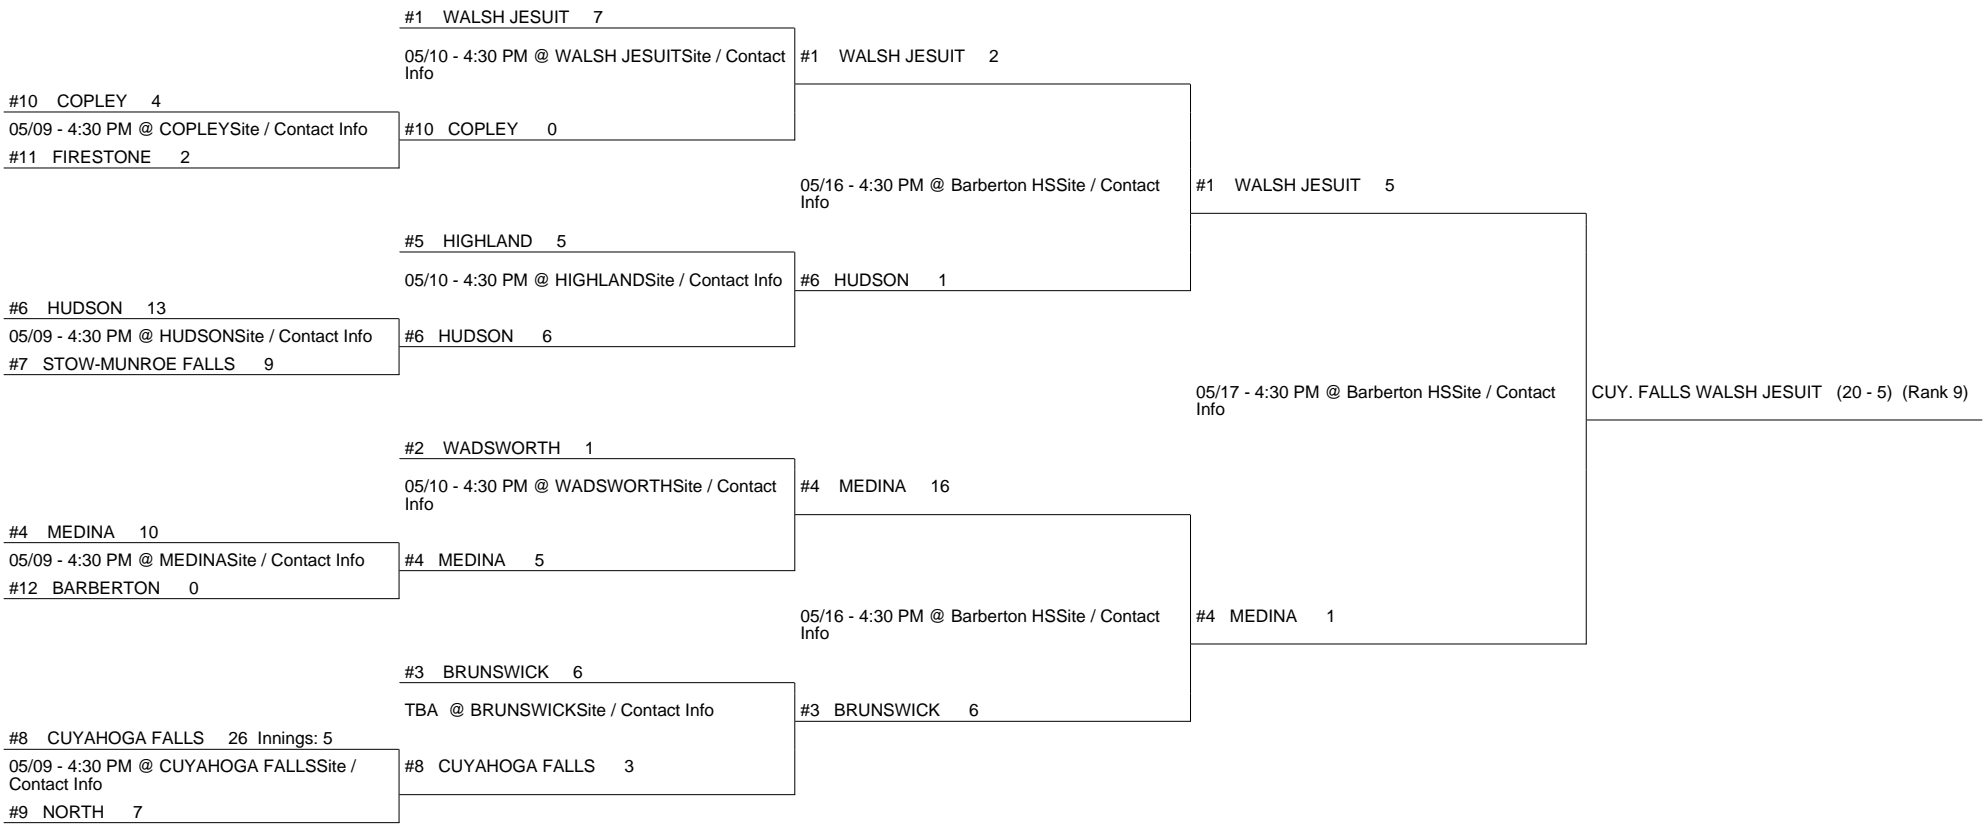 #1 WALSH JESUIT 7
05/10 - 4:30 PM @ WALSH JESUITSite / Contact
Info
#10 COPLEY 4
05/09 - 4:30 PM @ COPLEYSite / Contact Info
#11 FIRESTONE 2
#10 COPLEY 0
#1 WALSH JESUIT 2
05/16 - 4:30 PM @ Barberton HSSite / Contact
Info
#1 WALSH JESUIT 5
#5 HIGHLAND 5
05/10 - 4:30 PM @ HIGHLANDSite / Contact Info
#6 HUDSON 1
#6 HUDSON 13
05/09 - 4:30 PM @ HUDSONSite / Contact Info
#7 STOW-MUNROE FALLS 9
#6 HUDSON 6
05/17 - 4:30 PM @ Barberton HSSite / Contact
Info
CUY. FALLS WALSH JESUIT (20 - 5) (Rank 9)
#2 WADSWORTH 1
05/10 - 4:30 PM @ WADSWORTHSite / Contact
Info
#4 MEDINA 16
#4 MEDINA 10
05/09 - 4:30 PM @ MEDINASite / Contact Info
#12 BARBERTON 0
#4 MEDINA 5
05/16 - 4:30 PM @ Barberton HSSite / Contact
Info
#4 MEDINA 1
#3 BRUNSWICK 6
TBA @ BRUNSWICKSite / Contact Info
#3 BRUNSWICK 6
#8 CUYAHOGA FALLS 26 Innings: 5
05/09 - 4:30 PM @ CUYAHOGA FALLSSite /
Contact Info
#9 NORTH 7
#8 CUYAHOGA FALLS 3